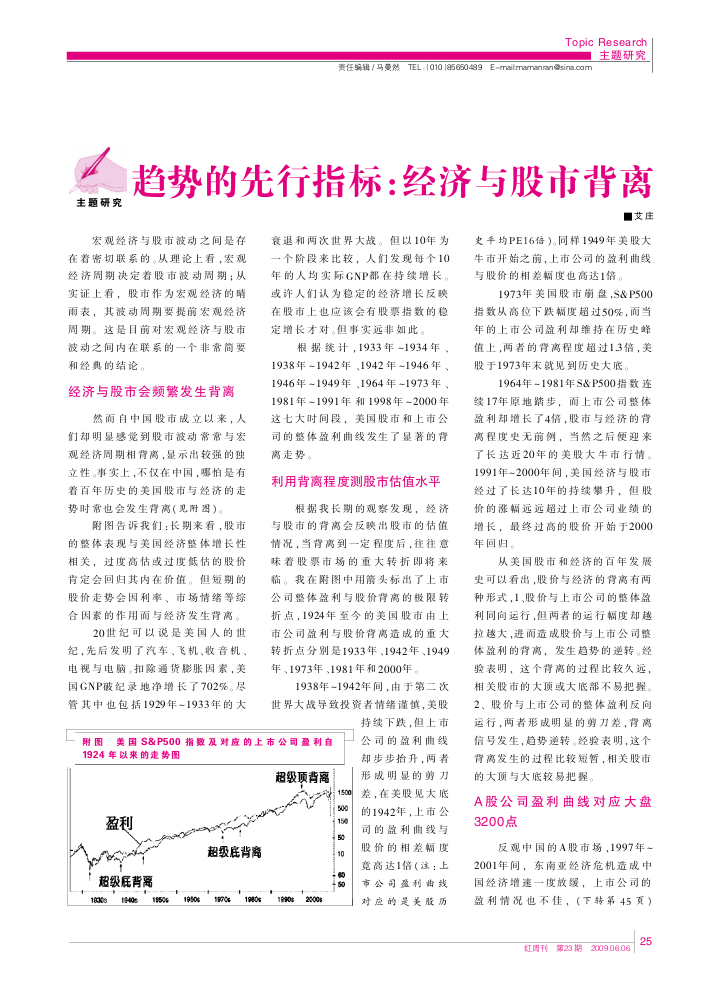 Topic Research
主题研究
责任编辑/马曼然 TEL:(010)85650489 E-mail:mamanran@sina.com
主题研究
趋势的先行指标:经济与股市背离
■艾庄
宏观经济与股市波动之间是存
在着密切联系的。从理论上看,宏观
经济周期决定着股市波动周期;从
实证上看,股市作为宏观经济的晴
雨表,其波动周期要提前宏观经济
周期。这是目前对宏观经济与股市
波动之间内在联系的一个非常简要
和经典的结论。
经济与股市会频繁发生背离
然而自中国股市成立以来,人
们却明显感觉到股市波动常常与宏
观经济周期相背离,显示出较强的独
立性。事实上,不仅在中国,哪怕是有
着百年历史的美国股市与经济的走
势时常也会发生背离(见附图)。
附图告诉我们:长期来看,股市
的整体表现与美国经济整体增长性
相关,过度高估或过度低估的股价
肯定会回归其内在价值。但短期的
股价走势会因利率、市场情绪等综
合因素的作用而与经济发生背离。
20世纪可以说是美国人的世
纪,先后发明了汽车、飞机、收音机、
电视与电脑。扣除通货膨胀因素,美
国GNP破纪录地净增长了702%。尽
管其中也包括1929年~1933年的大
衰退和两次世界大战。但以10年为
一个阶段来比较,人们发现每个10
年的人均实际GNP都在持续增长。
或许人们认为稳定的经济增长反映
在股市上也应该会有股票指数的稳
定增长才对。但事实远非如此。
根据统计,1933年~1934年、
1938年~1942年、1942年~1946年、
1946年~1949年、1964年~1973年、
1981年~1991年和1998年~2000年
这七大时间段,美国股市和上市公
司的整体盈利曲线发生了显著的背
离走势。
利用背离程度测股市估值水平
根据我长期的观察发现,经济
与股市的背离会反映出股市的估值
情况,当背离到一定程度后,往往意
味着股票市场的重大转折即将来
临。我在附图中用箭头标出了上市
公司整体盈利与股价背离的极限转
折点,1924年至今的美国股市由上
市公司盈利与股价背离造成的重大
转折点分别是1933年、1942年、1949
年、1973年、1981年和2000年。
1938年~1942年间,由于第二次
世界大战导致投资者情绪谨慎,美股
持续下跌,但上市
公司的盈利曲线
却步步抬升,两者
形成明显的剪刀
差,在美股见大底
的1942年,上市公
司的盈利曲线与
股价的相差幅度
竟高达1倍(注:上
市公司盈利曲线
对应的是美股历
史平均PE16倍)。同样1949年美股大
牛市开始之前,上市公司的盈利曲线
与股价的相差幅度也高达1倍。
1973年美国股市崩盘,S&P500
指数从高位下跌幅度超过50%,而当
年的上市公司盈利却维持在历史峰
值上,两者的背离程度超过1.3倍,美
股于1973年末就见到历史大底。
1964年~1981年S&P500指数连
续17年原地踏步,而上市公司整体
盈利却增长了4倍,股市与经济的背
离程度史无前例,当然之后便迎来
了长达近20年的美股大牛市行情。
1991年~2000年间,美国经济与股市
经过了长达10年的持续攀升,但股
价的涨幅远远超过上市公司业绩的
增长,最终过高的股价开始于2000
年回归。
从美国股市和经济的百年发展
史可以看出,股价与经济的背离有两
种形式,1、股价与上市公司的整体盈
利同向运行,但两者的运行幅度却越
拉越大,进而造成股价与上市公司整
体盈利的背离,发生趋势的逆转。经
验表明,这个背离的过程比较久远,
相关股市的大顶或大底部不易把握。
2、股价与上市公司的整体盈利反向
运行,两者形成明显的剪刀差,背离
信号发生,趋势逆转。经验表明,这个
背离发生的过程比较短暂,相关股市
的大顶与大底较易把握。
A股公司盈利曲线对应大盘
3200点
反观中国的A股市场,1997年~
2001年间,东南亚经济危机造成中
国经济增速一度放缓,上市公司的
盈利情况也不佳,(下转第45页)
附图 美国S&P500指数及对应的上市公司盈利自
1924年以来的走势图
超级顶背离
盈利
超级底背离
超级底背离
1500
500
150
50
10
60
50
1930s 1940s 1950s 1960s 1970s 1980s 1990s 2000s
红周刊 第23期 2009.06.06 25